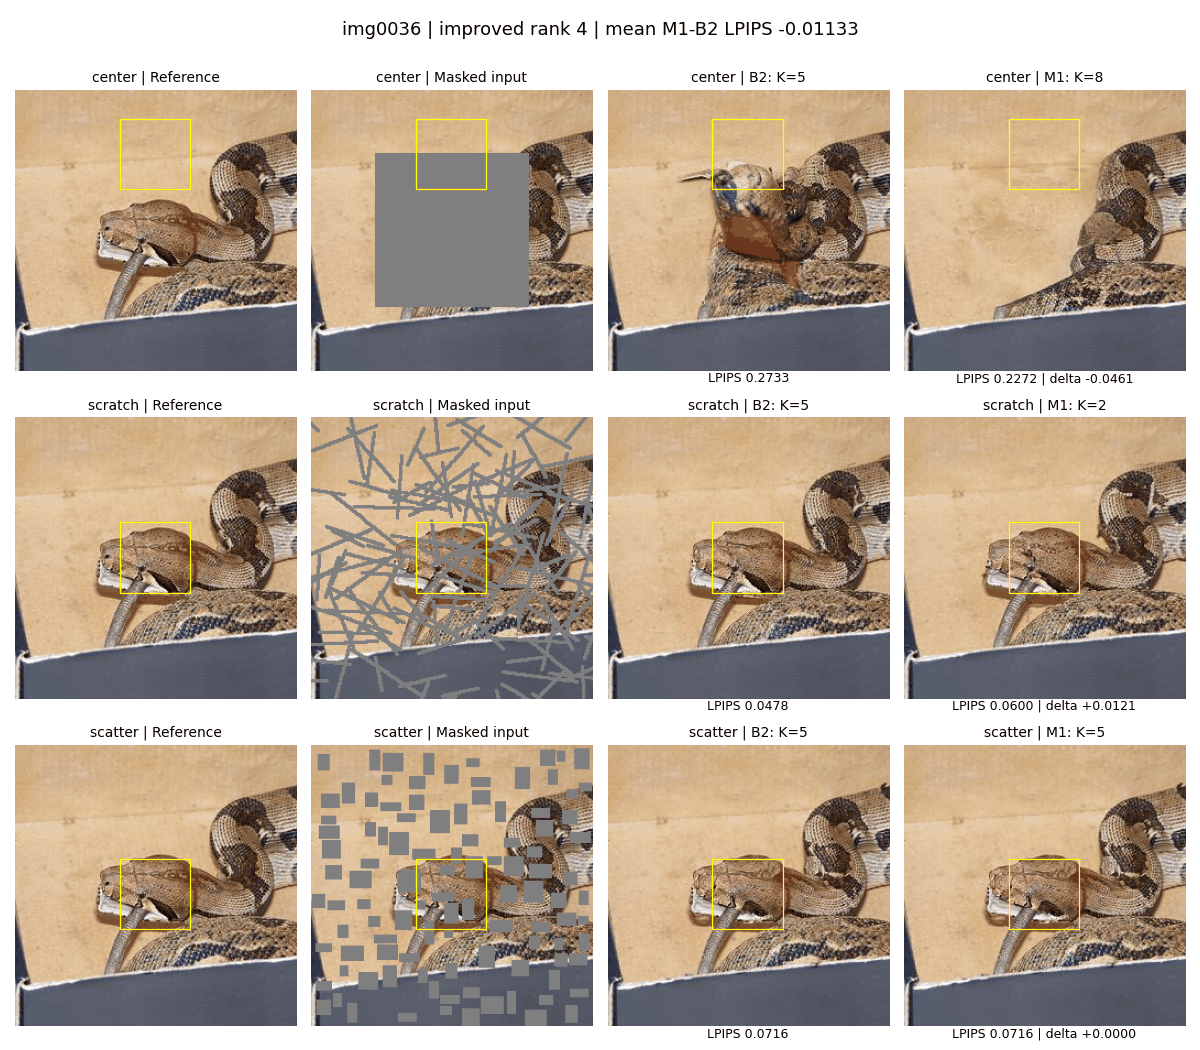 img0036 | improved rank 4 | mean M1-B2 LPIPS -0.01133
center | Reference
center | Masked input
center | B2: K=5
center | M1: K=8
LPIPS 0.2733
LPIPS 0.2272 | delta -0.0461
scratch | Reference
scratch | Masked input
scratch | B2: K=5
scratch | M1: K=2
LPIPS 0.0478
LPIPS 0.0600 | delta +0.0121
scatter | Reference
scatter | Masked input
scatter | B2: K=5
scatter | M1: K=5
LPIPS 0.0716
LPIPS 0.0716 | delta +0.0000